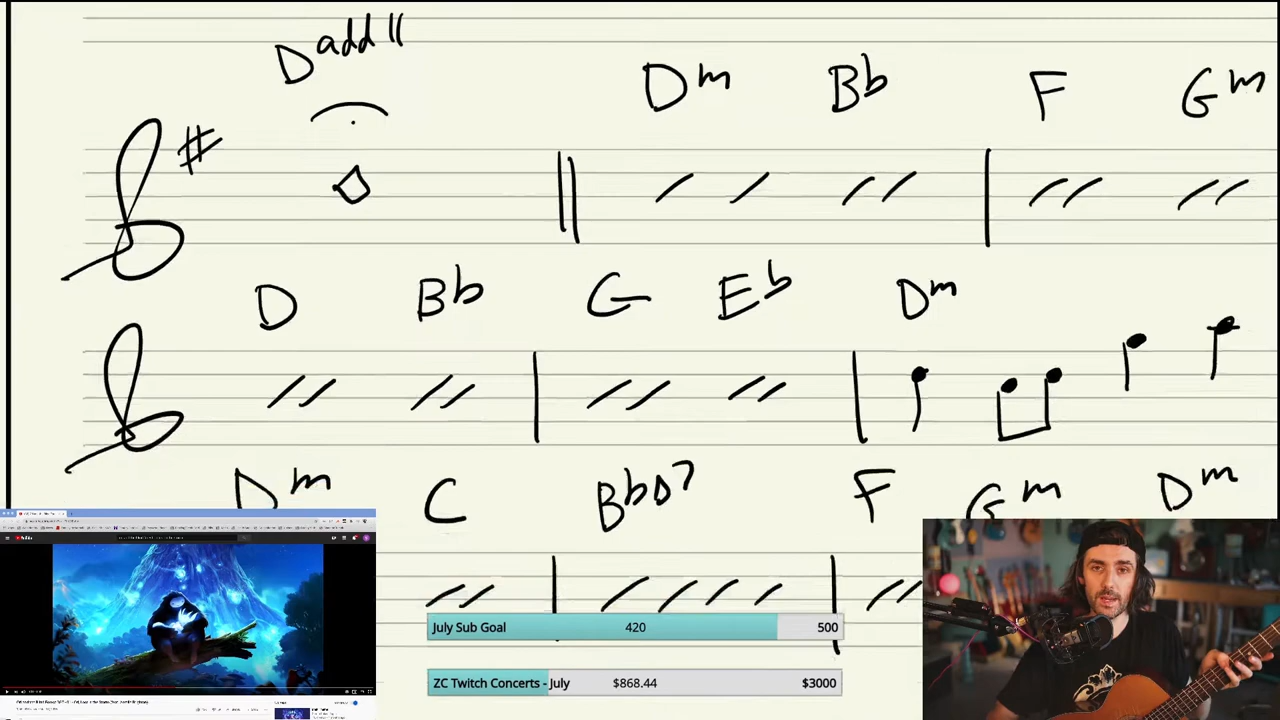 Dadd11
Dm Bb F Gm
D Bb G Eb Dm
Dm C BbΔ7 F Gm Dm
July Sub Goal 420 500
ZC Twitch Concerts - July $868.44 $3000